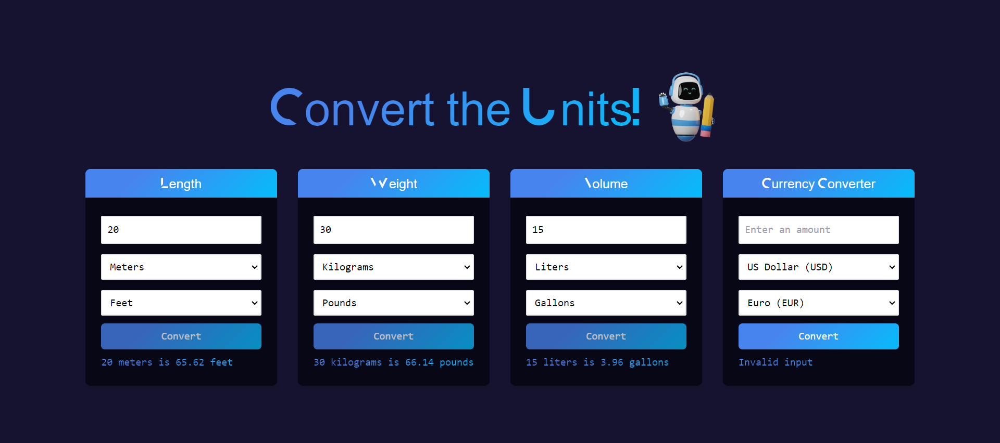 Convert the Units!
Length
20
Meters
Feet
Convert
20 meters is 65.62 feet
Weight
30
Kilograms
Pounds
Convert
30 kilograms is 66.14 pounds
Volume
15
Liters
Gallons
Convert
15 liters is 3.96 gallons
Currency Converter
Enter an amount
US Dollar (USD)
Euro (EUR)
Convert
Invalid input